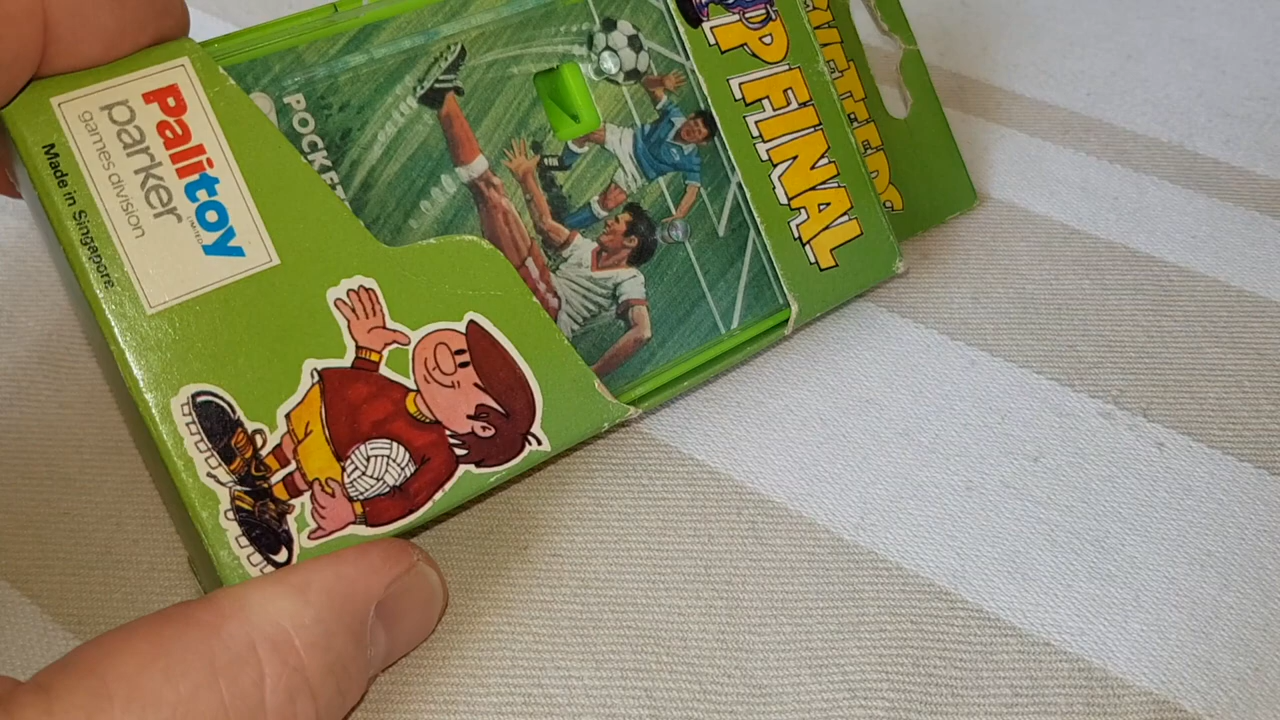 Palitoy
LIMITED
parker
games division
Made in Singapore
POCKET
P FINAL